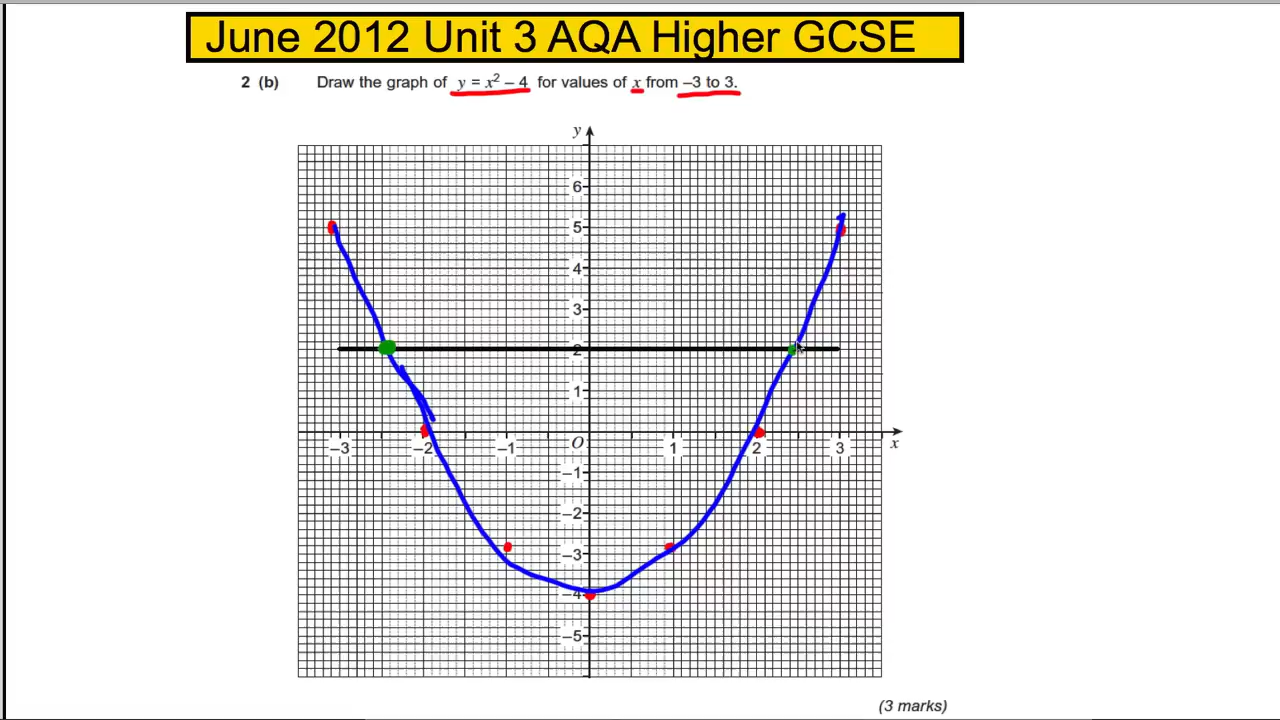 June 2012 Unit 3 AQA Higher GCSE
2 (b) Draw the graph of y = x² – 4 for values of x from –3 to 3.
y
6
5
4
3
2
1
–3 –2 –1 O 1 2 3 x
–1
–2
–3
–4
–5
(3 marks)